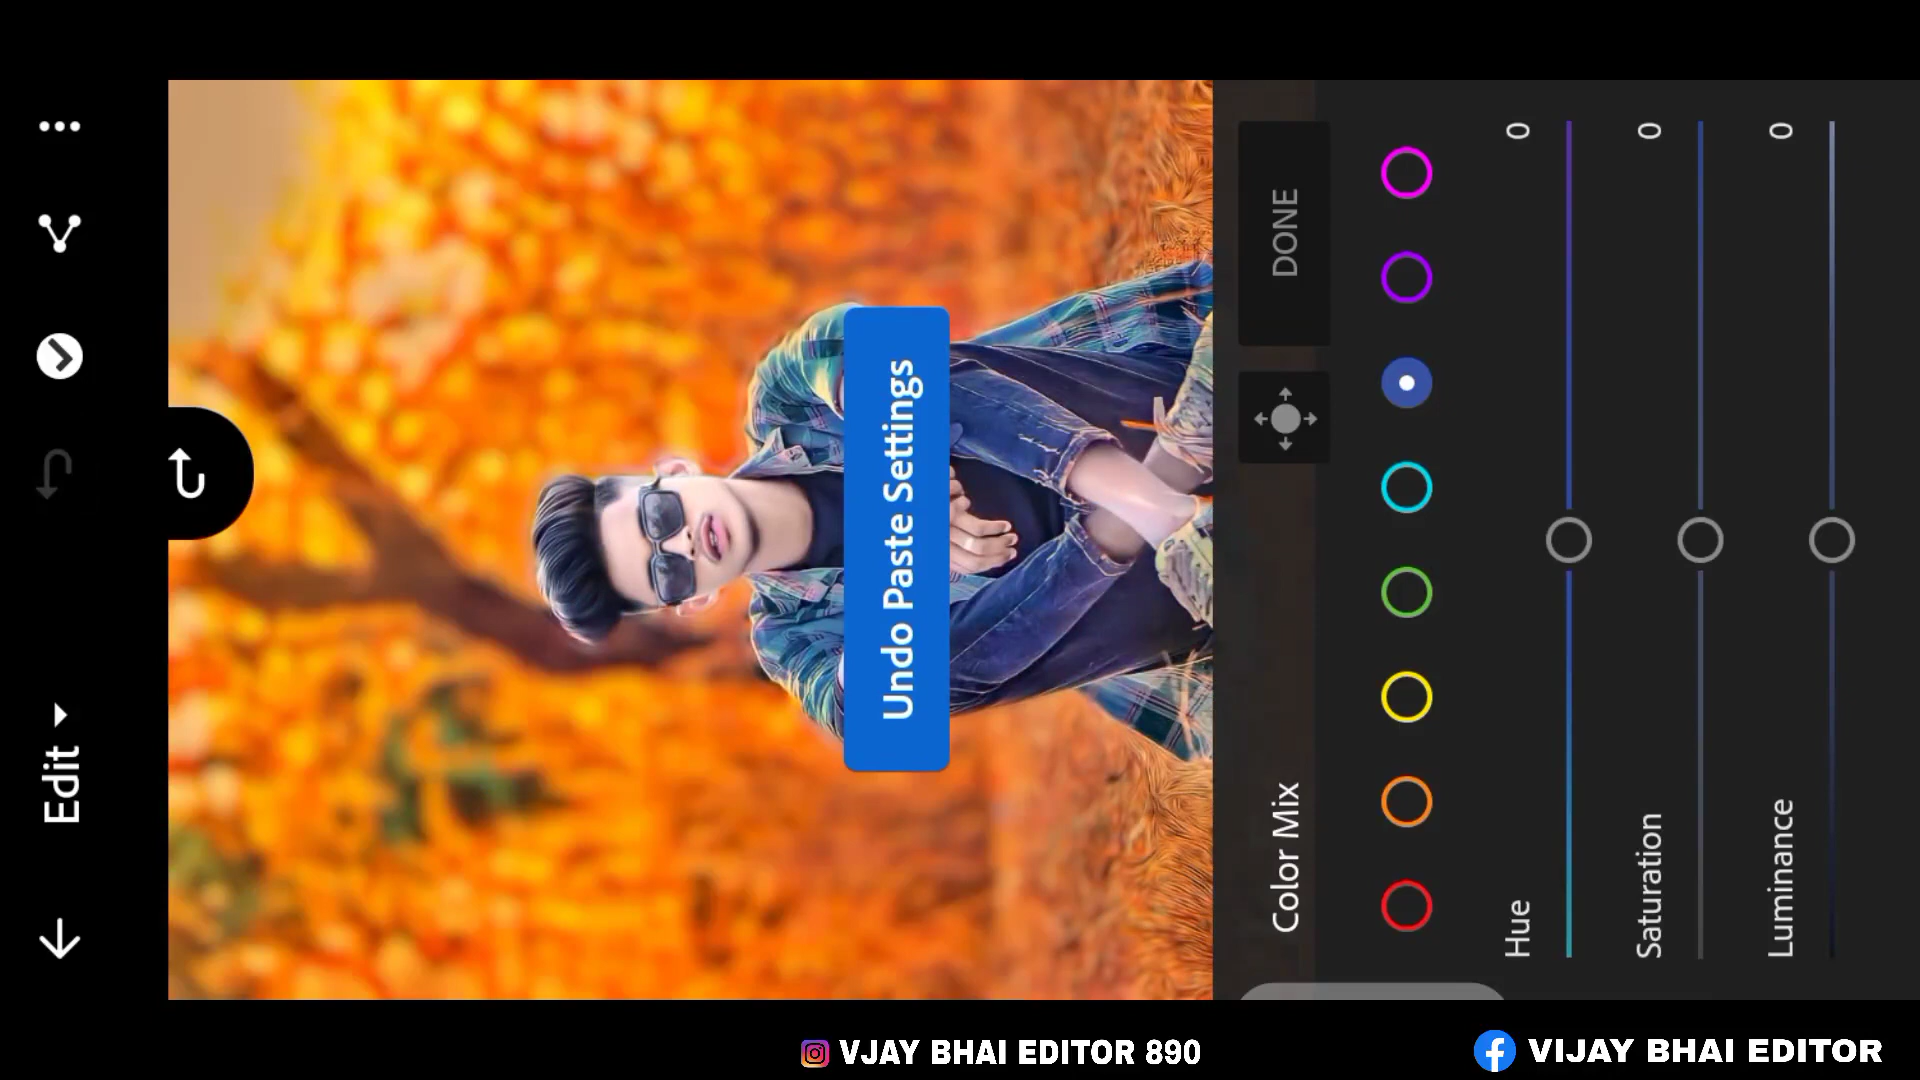 Edit
Undo Paste Settings
Color Mix
DONE
Hue
0
Saturation
0
Luminance
0
VJAY BHAI EDITOR 890
VIJAY BHAI EDITOR